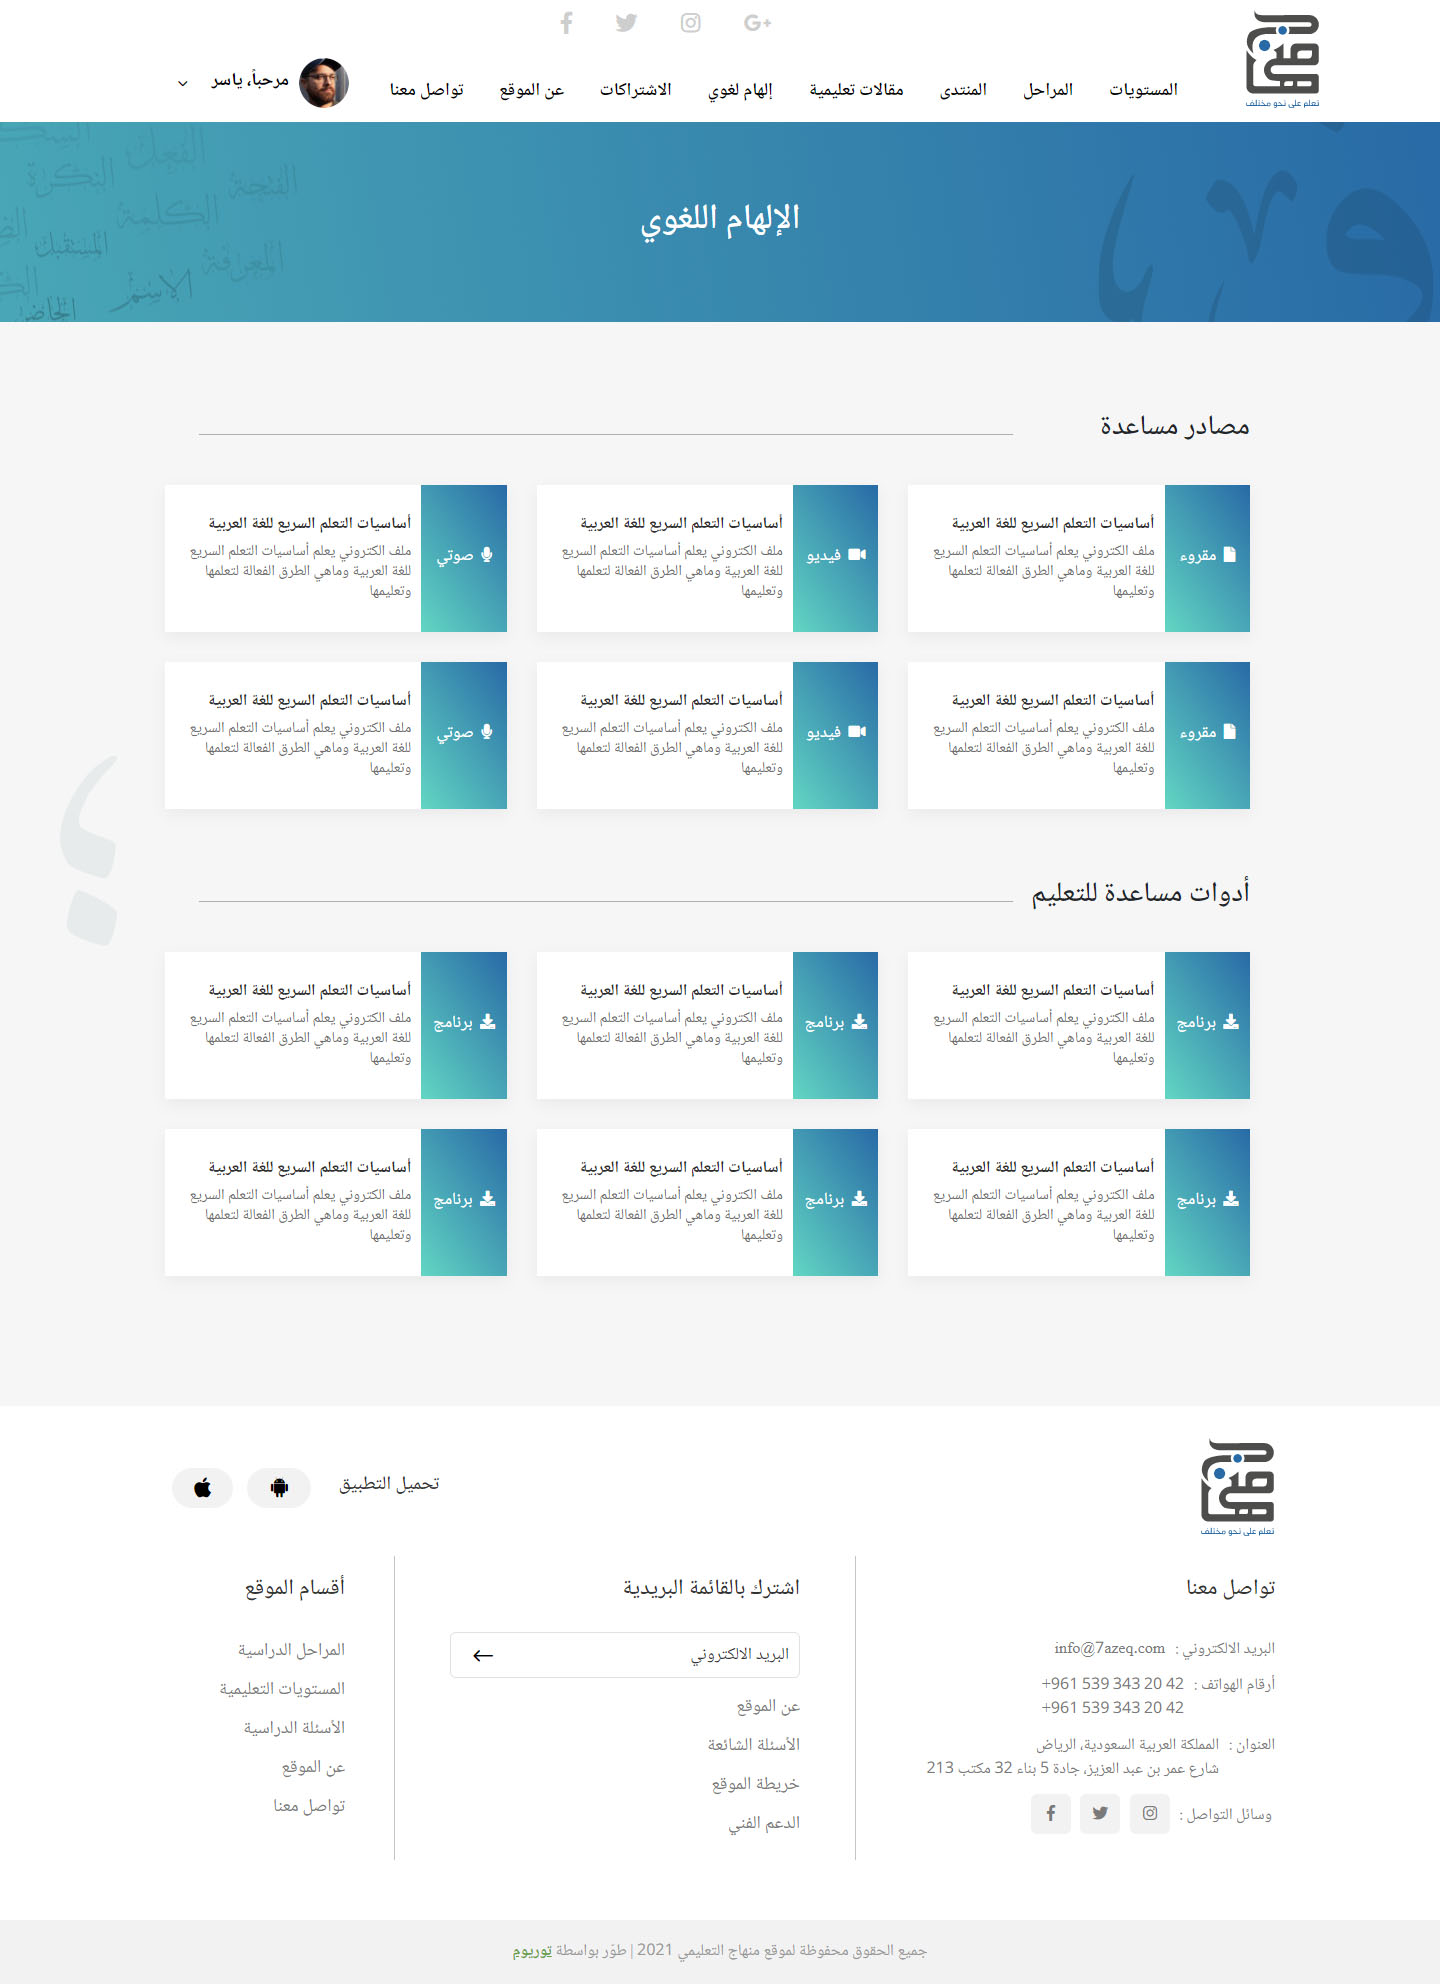 تعلم على نحو مختلف
المستويات
المراحل
المنتدى
مقالات تعليمية
إلهام لغوي
الاشتراكات
عن الموقع
تواصل معنا
مرحباً، ياسر
السكـ
الفعل
النكرة
الفتحة
الكلمة
المستقبل
المعرفة
الاسم
الحاضر
الإلهام اللغوي
مصادر مساعدة
مقروء
أساسيات التعلم السريع للغة العربية
ملف الكتروني يعلم أساسيات التعلم السريع
للغة العربية وماهي الطرق الفعالة لتعلمها
وتعليمها
فيديو
أساسيات التعلم السريع للغة العربية
ملف الكتروني يعلم أساسيات التعلم السريع
للغة العربية وماهي الطرق الفعالة لتعلمها
وتعليمها
صوتي
أساسيات التعلم السريع للغة العربية
ملف الكتروني يعلم أساسيات التعلم السريع
للغة العربية وماهي الطرق الفعالة لتعلمها
وتعليمها
مقروء
أساسيات التعلم السريع للغة العربية
ملف الكتروني يعلم أساسيات التعلم السريع
للغة العربية وماهي الطرق الفعالة لتعلمها
وتعليمها
فيديو
أساسيات التعلم السريع للغة العربية
ملف الكتروني يعلم أساسيات التعلم السريع
للغة العربية وماهي الطرق الفعالة لتعلمها
وتعليمها
صوتي
أساسيات التعلم السريع للغة العربية
ملف الكتروني يعلم أساسيات التعلم السريع
للغة العربية وماهي الطرق الفعالة لتعلمها
وتعليمها
أدوات مساعدة للتعليم
برنامج
أساسيات التعلم السريع للغة العربية
ملف الكتروني يعلم أساسيات التعلم السريع
للغة العربية وماهي الطرق الفعالة لتعلمها
وتعليمها
برنامج
أساسيات التعلم السريع للغة العربية
ملف الكتروني يعلم أساسيات التعلم السريع
للغة العربية وماهي الطرق الفعالة لتعلمها
وتعليمها
برنامج
أساسيات التعلم السريع للغة العربية
ملف الكتروني يعلم أساسيات التعلم السريع
للغة العربية وماهي الطرق الفعالة لتعلمها
وتعليمها
برنامج
أساسيات التعلم السريع للغة العربية
ملف الكتروني يعلم أساسيات التعلم السريع
للغة العربية وماهي الطرق الفعالة لتعلمها
وتعليمها
برنامج
أساسيات التعلم السريع للغة العربية
ملف الكتروني يعلم أساسيات التعلم السريع
للغة العربية وماهي الطرق الفعالة لتعلمها
وتعليمها
برنامج
أساسيات التعلم السريع للغة العربية
ملف الكتروني يعلم أساسيات التعلم السريع
للغة العربية وماهي الطرق الفعالة لتعلمها
وتعليمها
تعلم على نحو مختلف
تحميل التطبيق
تواصل معنا
البريد الالكتروني : info@7azeq.com
أرقام الهواتف : +961 539 343 20 42
+961 539 343 20 42
العنوان : المملكة العربية السعودية، الرياض
شارع عمر بن عبد العزيز، جادة 5 بناء 32 مكتب 213
وسائل التواصل :
اشترك بالقائمة البريدية
البريد الالكتروني
عن الموقع
الأسئلة الشائعة
خريطة الموقع
الدعم الفني
أقسام الموقع
المراحل الدراسية
المستويات التعليمية
الأسئلة الدراسية
عن الموقع
تواصل معنا
جميع الحقوق محفوظة لموقع منهاج التعليمي 2021 | طوّر بواسطة توريوم